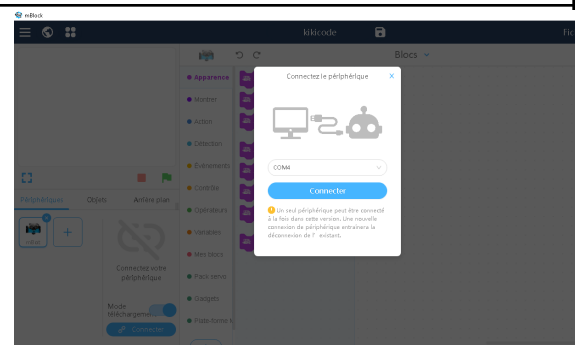 mBlock
kikicode
Fic
Blocs
Connectez le périphérique
X
COM4
Connecter
Un seul périphérique peut être connecté
à la fois dans cette version. Une nouvelle
connexion de périphérique entraînera la
déconnexion de l' existant.
Apparence
Montrer
Action
Détection
Événements
Contrôle
Opérateurs
Variables
Mes blocs
Pack servo
Gadgets
Périphériques
Objets
Arrière plan
mBot
Connectez votre
périphérique
Mode
téléchargement
Connecter